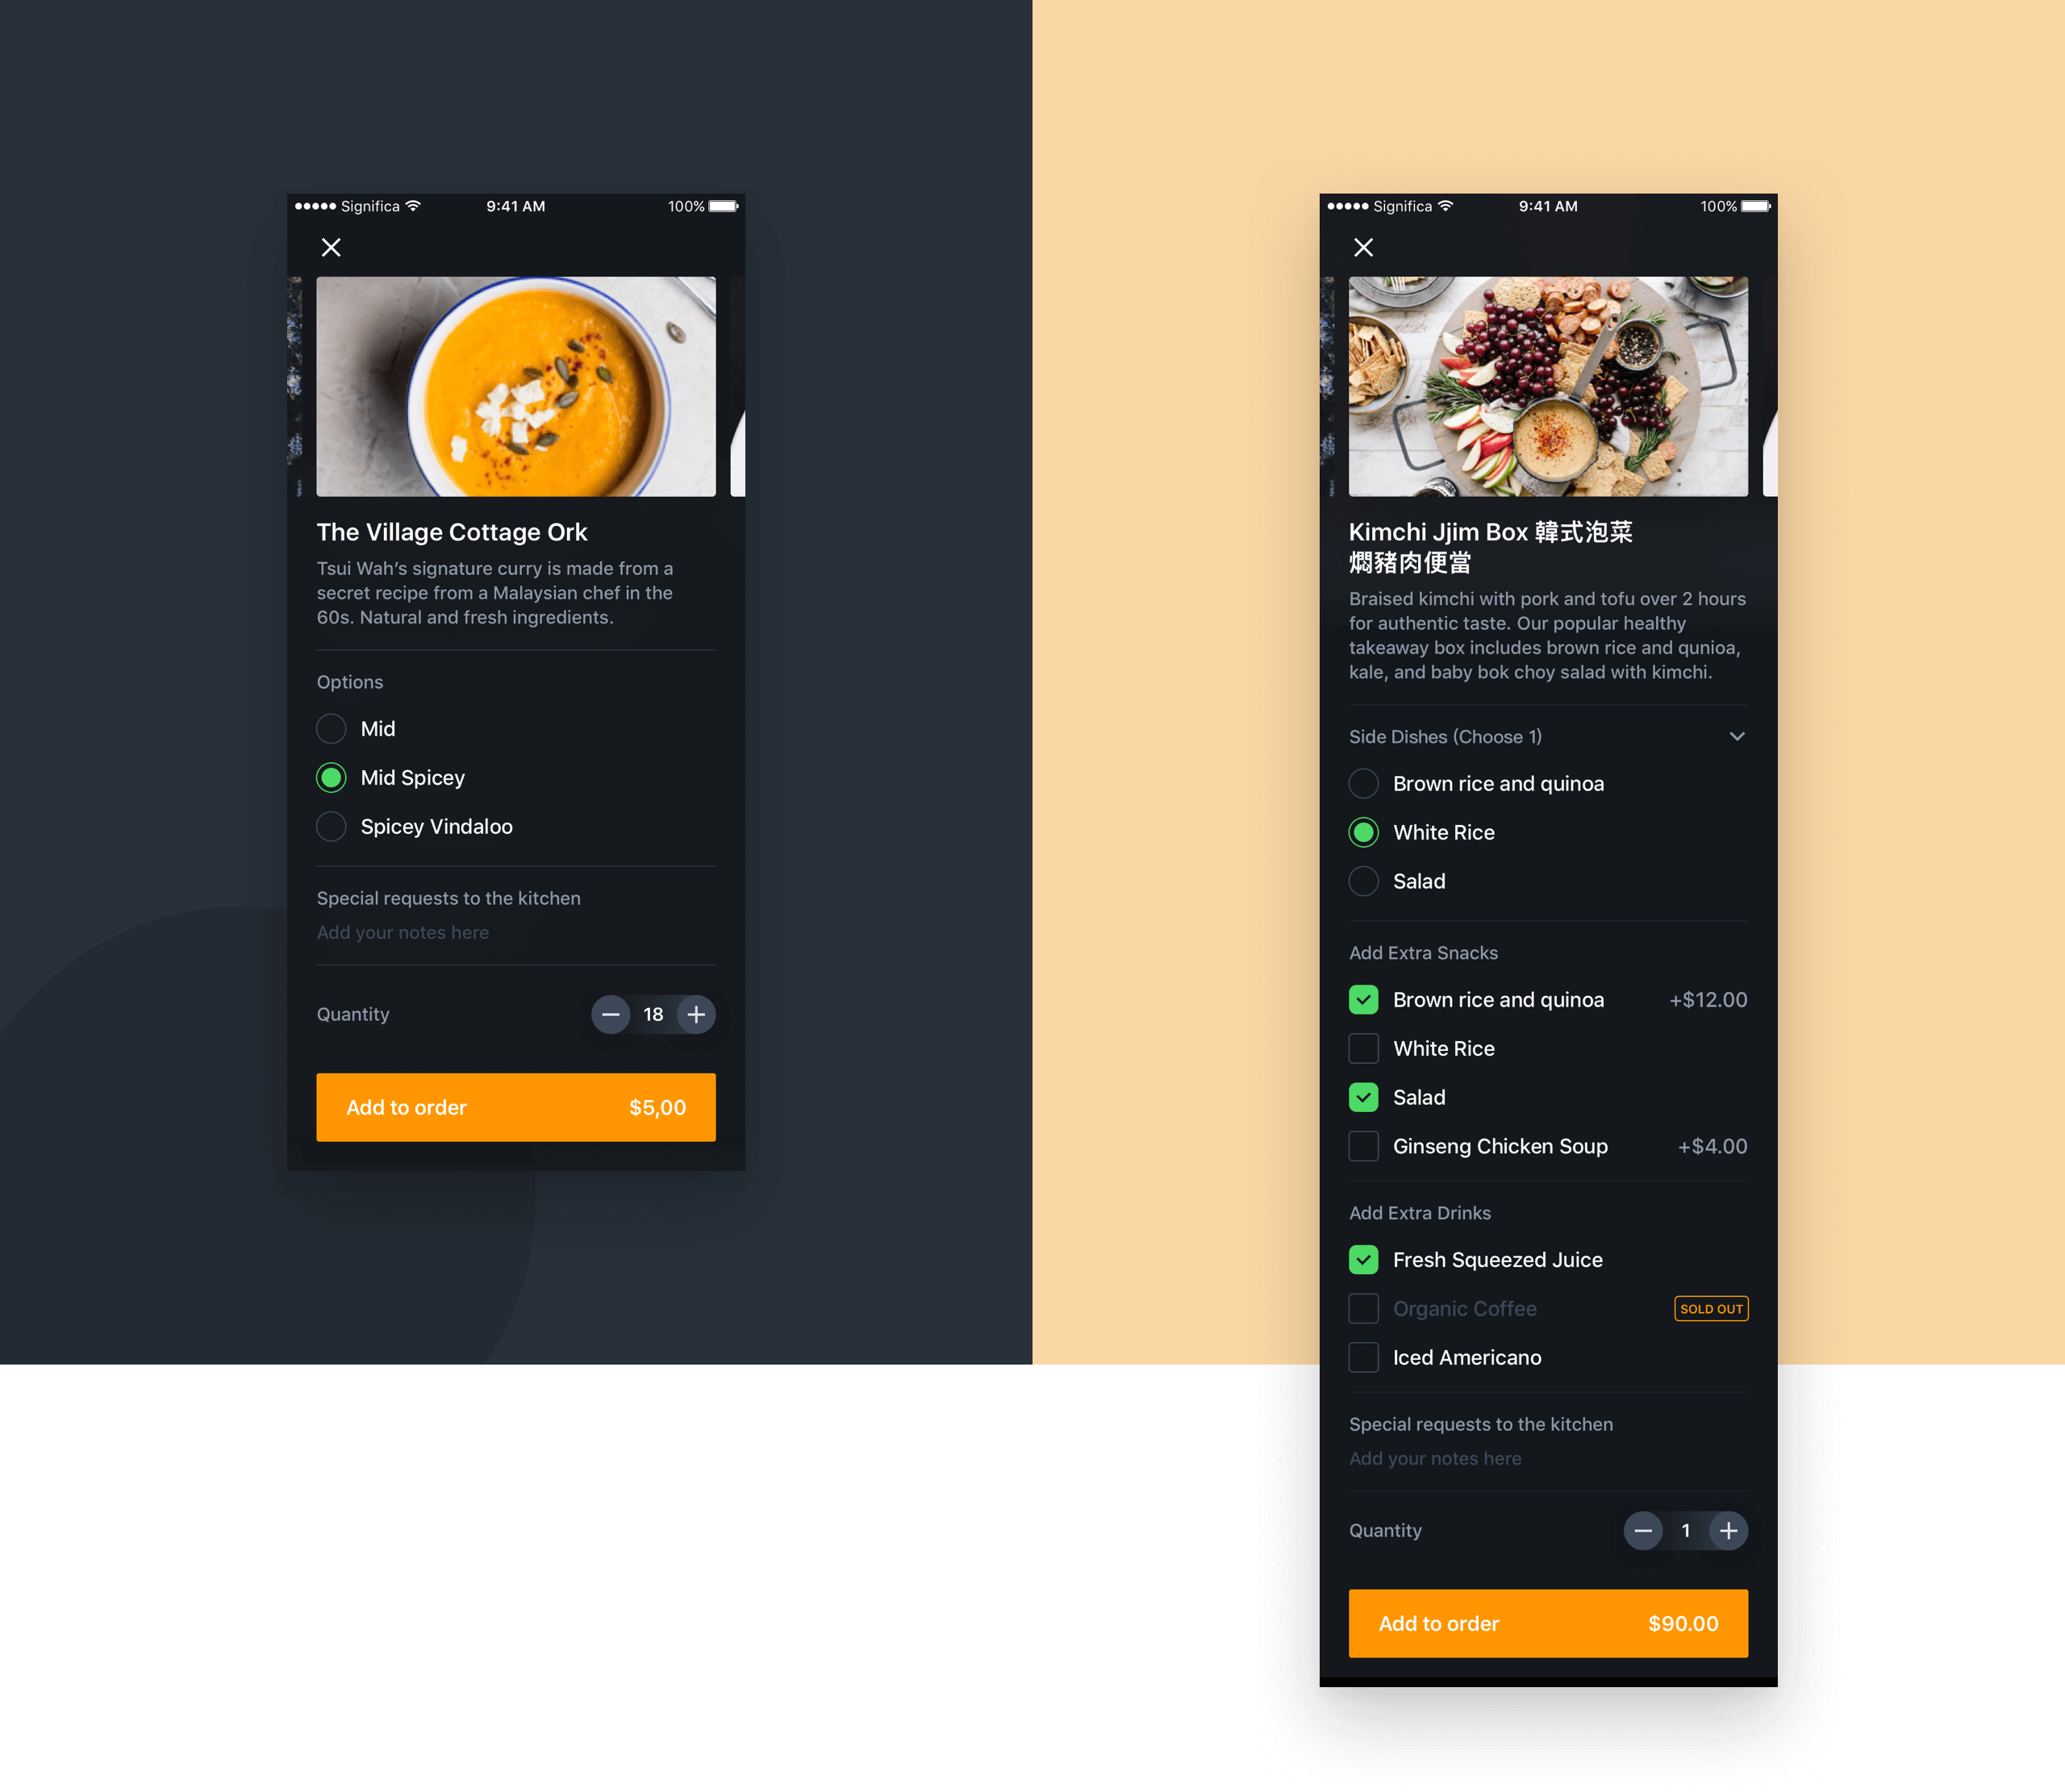 Significa 9:41 AM 100%
The Village Cottage Ork
Tsui Wah’s signature curry is made from a
secret recipe from a Malaysian chef in the
60s. Natural and fresh ingredients.
Options
Mid
Mid Spicey
Spicey Vindaloo
Special requests to the kitchen
Add your notes here
Quantity 18
Add to order $5,00
Significa 9:41 AM 100%
Kimchi Jjim Box 韓式泡菜
燜豬肉便當
Braised kimchi with pork and tofu over 2 hours
for authentic taste. Our popular healthy
takeaway box includes brown rice and qunioa,
kale, and baby bok choy salad with kimchi.
Side Dishes (Choose 1)
Brown rice and quinoa
White Rice
Salad
Add Extra Snacks
Brown rice and quinoa +$12.00
White Rice
Salad
Ginseng Chicken Soup +$4.00
Add Extra Drinks
Fresh Squeezed Juice
Organic Coffee SOLD OUT
Iced Americano
Special requests to the kitchen
Add your notes here
Quantity 1
Add to order $90.00